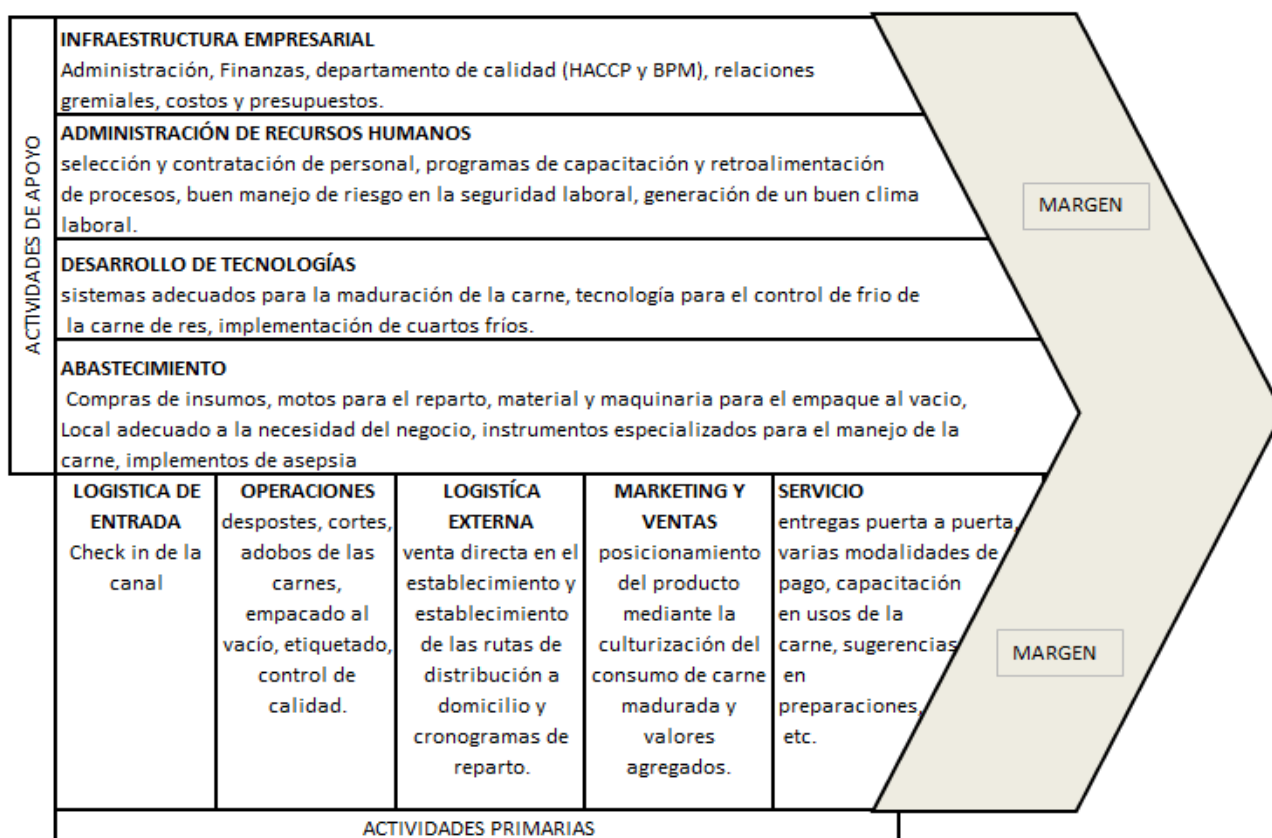 ACTIVIDADES DE APOYO
INFRAESTRUCTURA EMPRESARIAL
Administración, Finanzas, departamento de calidad (HACCP y BPM), relaciones
gremiales, costos y presupuestos.
ADMINISTRACIÓN DE RECURSOS HUMANOS
selección y contratación de personal, programas de capacitación y retroalimentación
de procesos, buen manejo de riesgo en la seguridad laboral, generación de un buen clima
laboral.
DESARROLLO DE TECNOLOGÍAS
sistemas adecuados para la maduración de la carne, tecnología para el control de frio de
la carne de res, implementación de cuartos fríos.
ABASTECIMIENTO
Compras de insumos, motos para el reparto, material y maquinaria para el empaque al vacio,
Local adecuado a la necesidad del negocio, instrumentos especializados para el manejo de la
carne, implementos de asepsia
MARGEN
LOGISTICA DE
ENTRADA
Check in de la
canal
OPERACIONES
despostes, cortes,
adobos de las
carnes,
empacado al
vacío, etiquetado,
control de
calidad.
LOGISTÍCA
EXTERNA
venta directa en el
establecimiento y
establecimiento
de las rutas de
distribución a
domicilio y
cronogramas de
reparto.
MARKETING Y
VENTAS
posicionamiento
del producto
mediante la
culturización del
consumo de carne
madurada y
valores
agregados.
SERVICIO
entregas puerta a puerta,
varias modalidades de
pago, capacitación
en usos de la
carne, sugerencias
en
preparaciones,
etc.
MARGEN
ACTIVIDADES PRIMARIAS